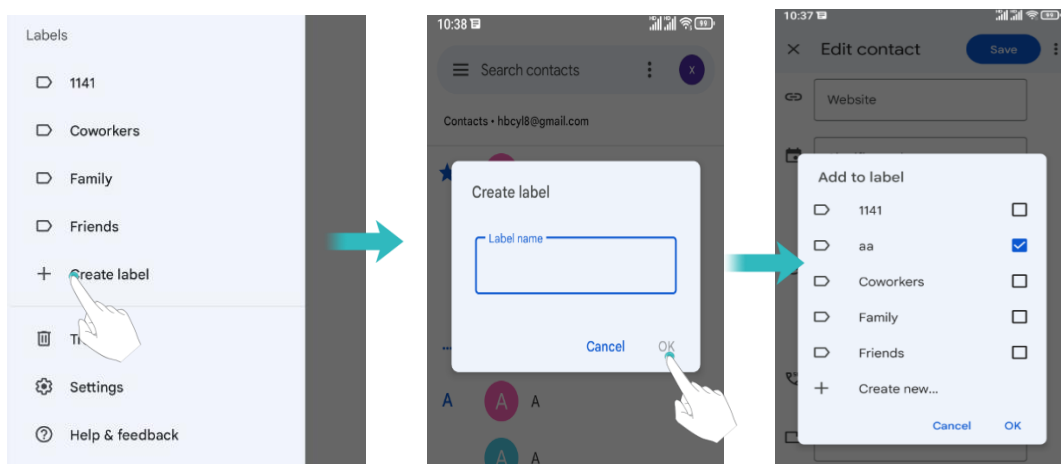 Labels
1141
Coworkers
Family
Friends
Create label
Settings
Help & feedback
10:38
99
Search contacts
X
Contacts • hbcyl8@gmail.com
Create label
Label name
Cancel
OK
A
A
A
A
A
10:37
99
Edit contact
Save
Website
Add to label
1141
aa
Coworkers
Family
Friends
Create new...
Cancel
OK